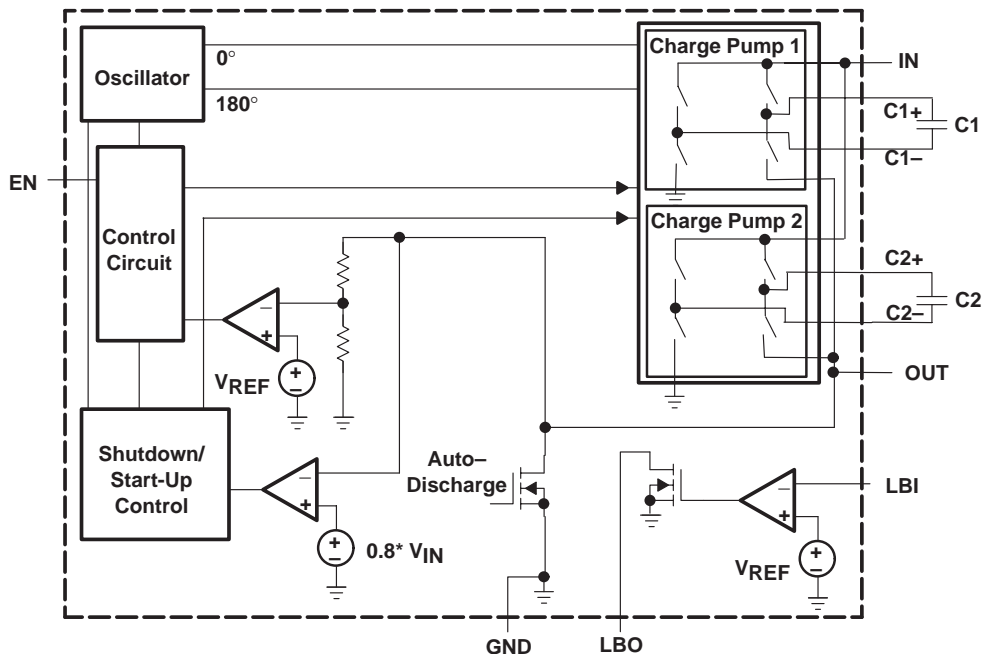 Oscillator
0°
180°
Charge Pump 1
IN
C1+
C1
C1–
EN
Control
Circuit
Charge Pump 2
C2+
C2
C2–
–
+
VREF
+
–
OUT
Shutdown/
Start-Up
Control
–
+
+
–
0.8* VIN
Auto–
Discharge
–
+
LBI
VREF
+
–
GND
LBO